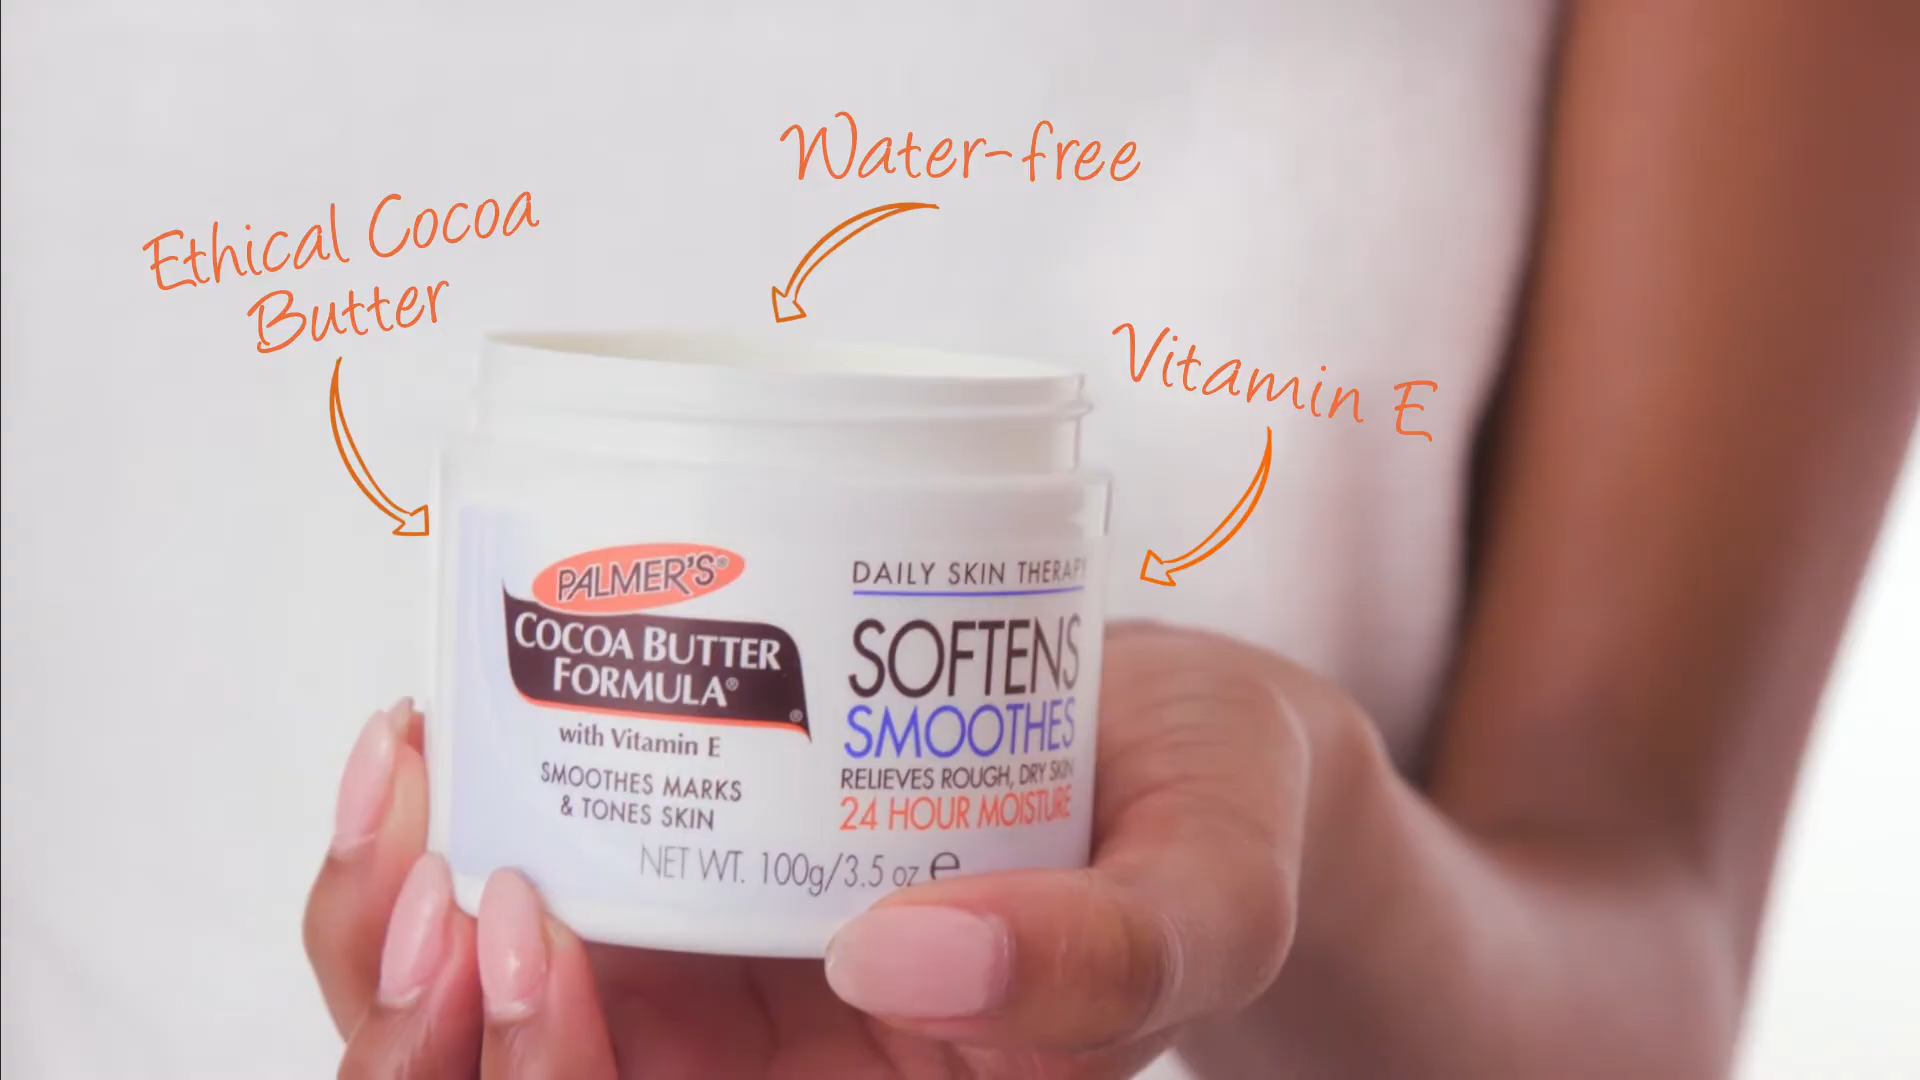 Water-free
Ethical Cocoa
Butter
Vitamin E
PALMER'S®
COCOA BUTTER
FORMULA®
®
with Vitamin E
SMOOTHES MARKS
& TONES SKIN
DAILY SKIN THERAPY
SOFTENS
SMOOTHES
RELIEVES ROUGH, DRY SKIN
24 HOUR MOISTURE
NET WT. 100g/3.5 oz e